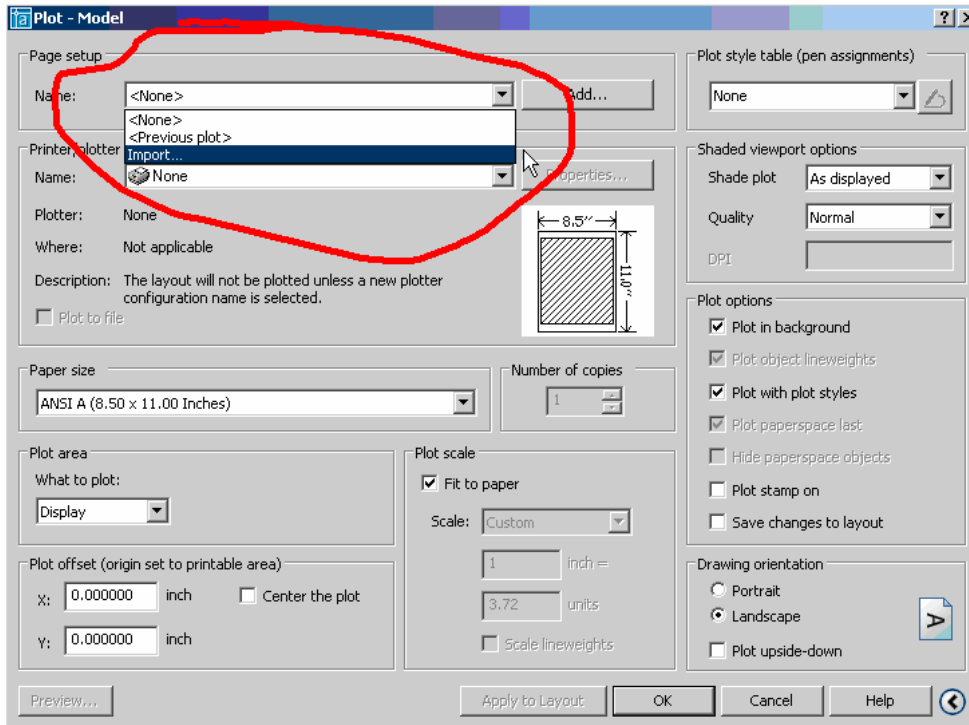 Plot - Model
Page setup
Name: <None> Add...
<None>
<Previous plot>
Import...
Printer/plotter
Name: None Properties...
Plotter: None
Where: Not applicable
Description: The layout will not be plotted unless a new plotter
configuration name is selected.
Plot to file
8.5″
11.0″
Paper size
ANSI A (8.50 x 11.00 Inches)
Number of copies
1
Plot area
What to plot:
Display
Plot offset (origin set to printable area)
X: 0.000000 inch Center the plot
Y: 0.000000 inch
Plot scale
Fit to paper
Scale: Custom
1 inch =
3.72 units
Scale lineweights
Plot style table (pen assignments)
None
Shaded viewport options
Shade plot As displayed
Quality Normal
DPI
Plot options
Plot in background
Plot object lineweights
Plot with plot styles
Plot paperspace last
Hide paperspace objects
Plot stamp on
Save changes to layout
Drawing orientation
Portrait
Landscape
A
Plot upside-down
Preview... Apply to Layout OK Cancel Help